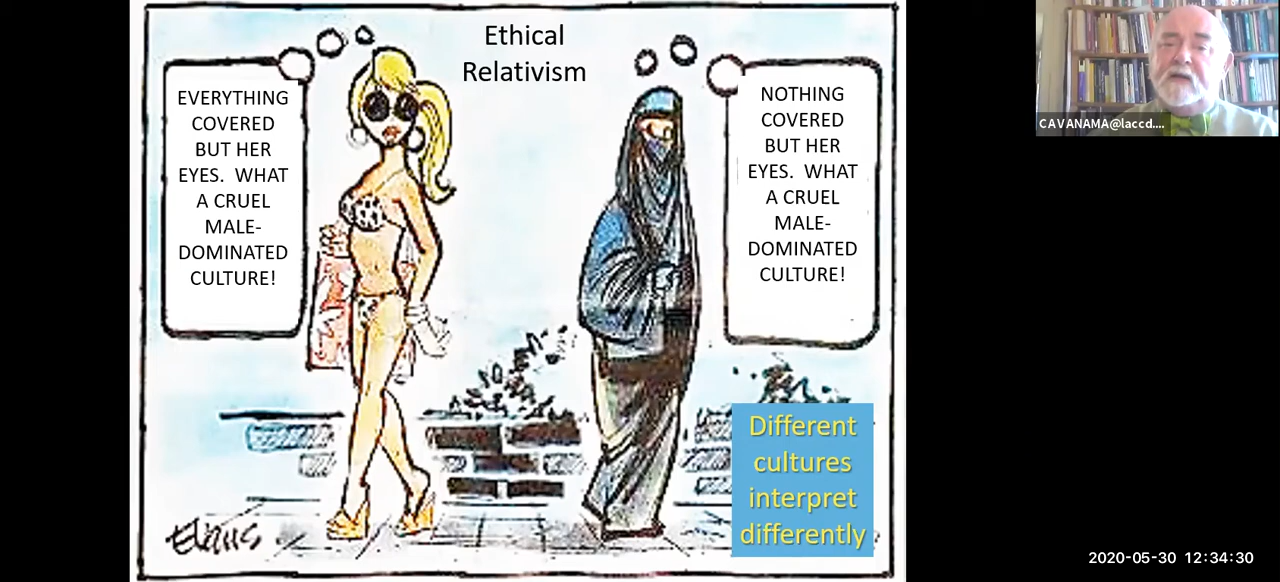 Ethical
Relativism
EVERYTHING
COVERED
BUT HER
EYES. WHAT
A CRUEL
MALE-
DOMINATED
CULTURE!
NOTHING
COVERED
BUT HER
EYES. WHAT
A CRUEL
MALE-
DOMINATED
CULTURE!
Different
cultures
interpret
differently
Evans
CAVANAMA@laccd....
2020-05-30 12:34:30